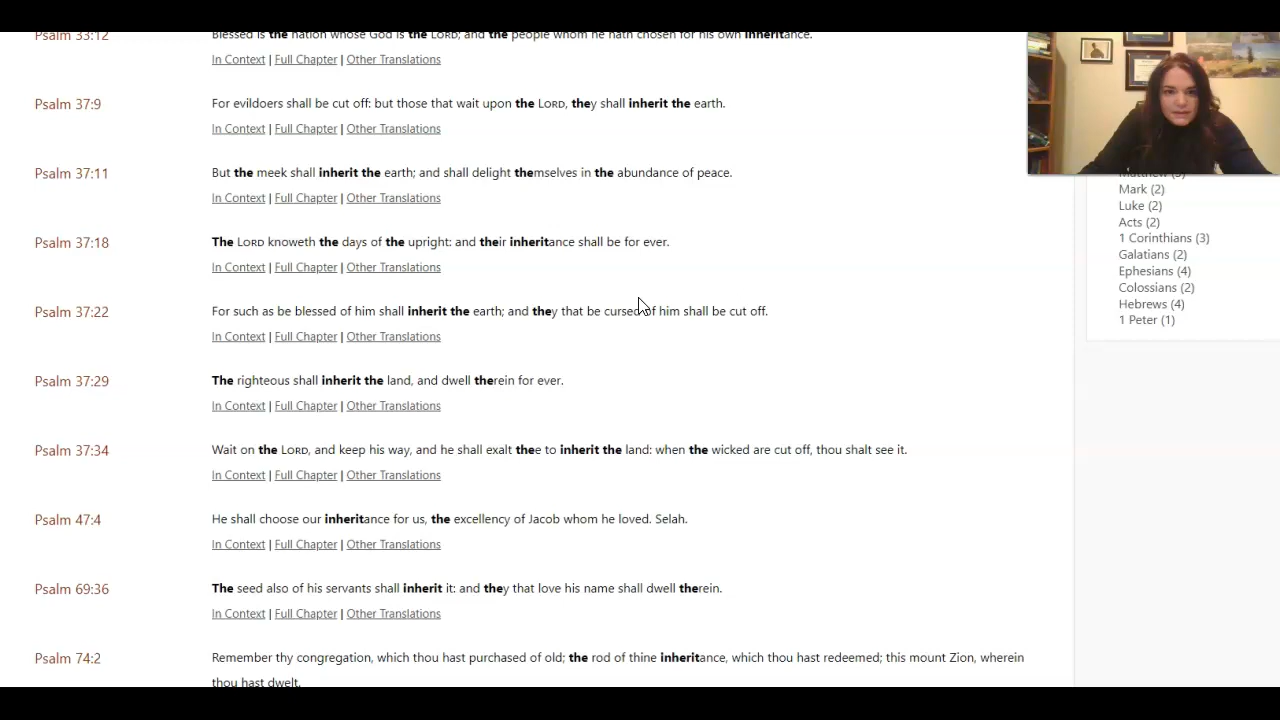 Psalm 33:12
Blessed is the nation whose God is the LORD; and the people whom he hath chosen for his own inheritance.
In Context | Full Chapter | Other Translations
Psalm 37:9
For evildoers shall be cut off: but those that wait upon the LORD, they shall inherit the earth.
In Context | Full Chapter | Other Translations
Psalm 37:11
But the meek shall inherit the earth; and shall delight themselves in the abundance of peace.
In Context | Full Chapter | Other Translations
Psalm 37:18
The LORD knoweth the days of the upright: and their inheritance shall be for ever.
In Context | Full Chapter | Other Translations
Psalm 37:22
For such as be blessed of him shall inherit the earth; and they that be cursed of him shall be cut off.
In Context | Full Chapter | Other Translations
Psalm 37:29
The righteous shall inherit the land, and dwell therein for ever.
In Context | Full Chapter | Other Translations
Psalm 37:34
Wait on the LORD, and keep his way, and he shall exalt thee to inherit the land: when the wicked are cut off, thou shalt see it.
In Context | Full Chapter | Other Translations
Psalm 47:4
He shall choose our inheritance for us, the excellency of Jacob whom he loved. Selah.
In Context | Full Chapter | Other Translations
Psalm 69:36
The seed also of his servants shall inherit it: and they that love his name shall dwell therein.
In Context | Full Chapter | Other Translations
Psalm 74:2
Remember thy congregation, which thou hast purchased of old; the rod of thine inheritance, which thou hast redeemed; this mount Zion, wherein
thou hast dwelt.
Matthew
Mark (2)
Luke (2)
Acts (2)
1 Corinthians (3)
Galatians (2)
Ephesians (4)
Colossians (2)
Hebrews (4)
1 Peter (1)